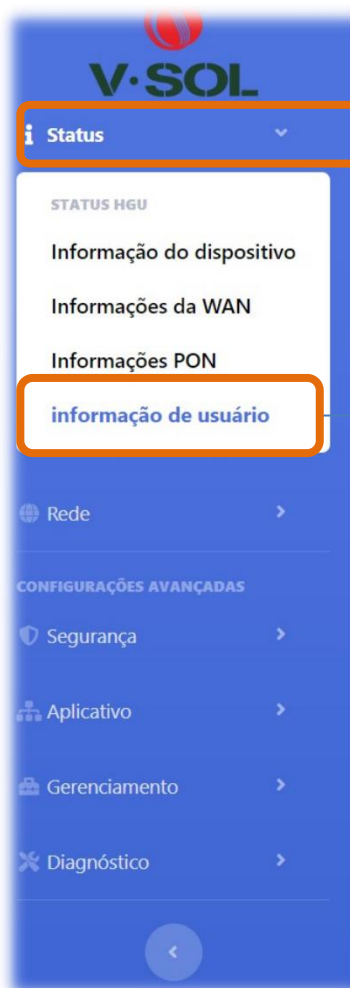 V·SOL
Status
STATUS HGU
Informação do dispositivo
Informações da WAN
Informações PON
informação de usuário
Rede
CONFIGURAÇÕES AVANÇADAS
Segurança
Aplicativo
Gerenciamento
Diagnóstico